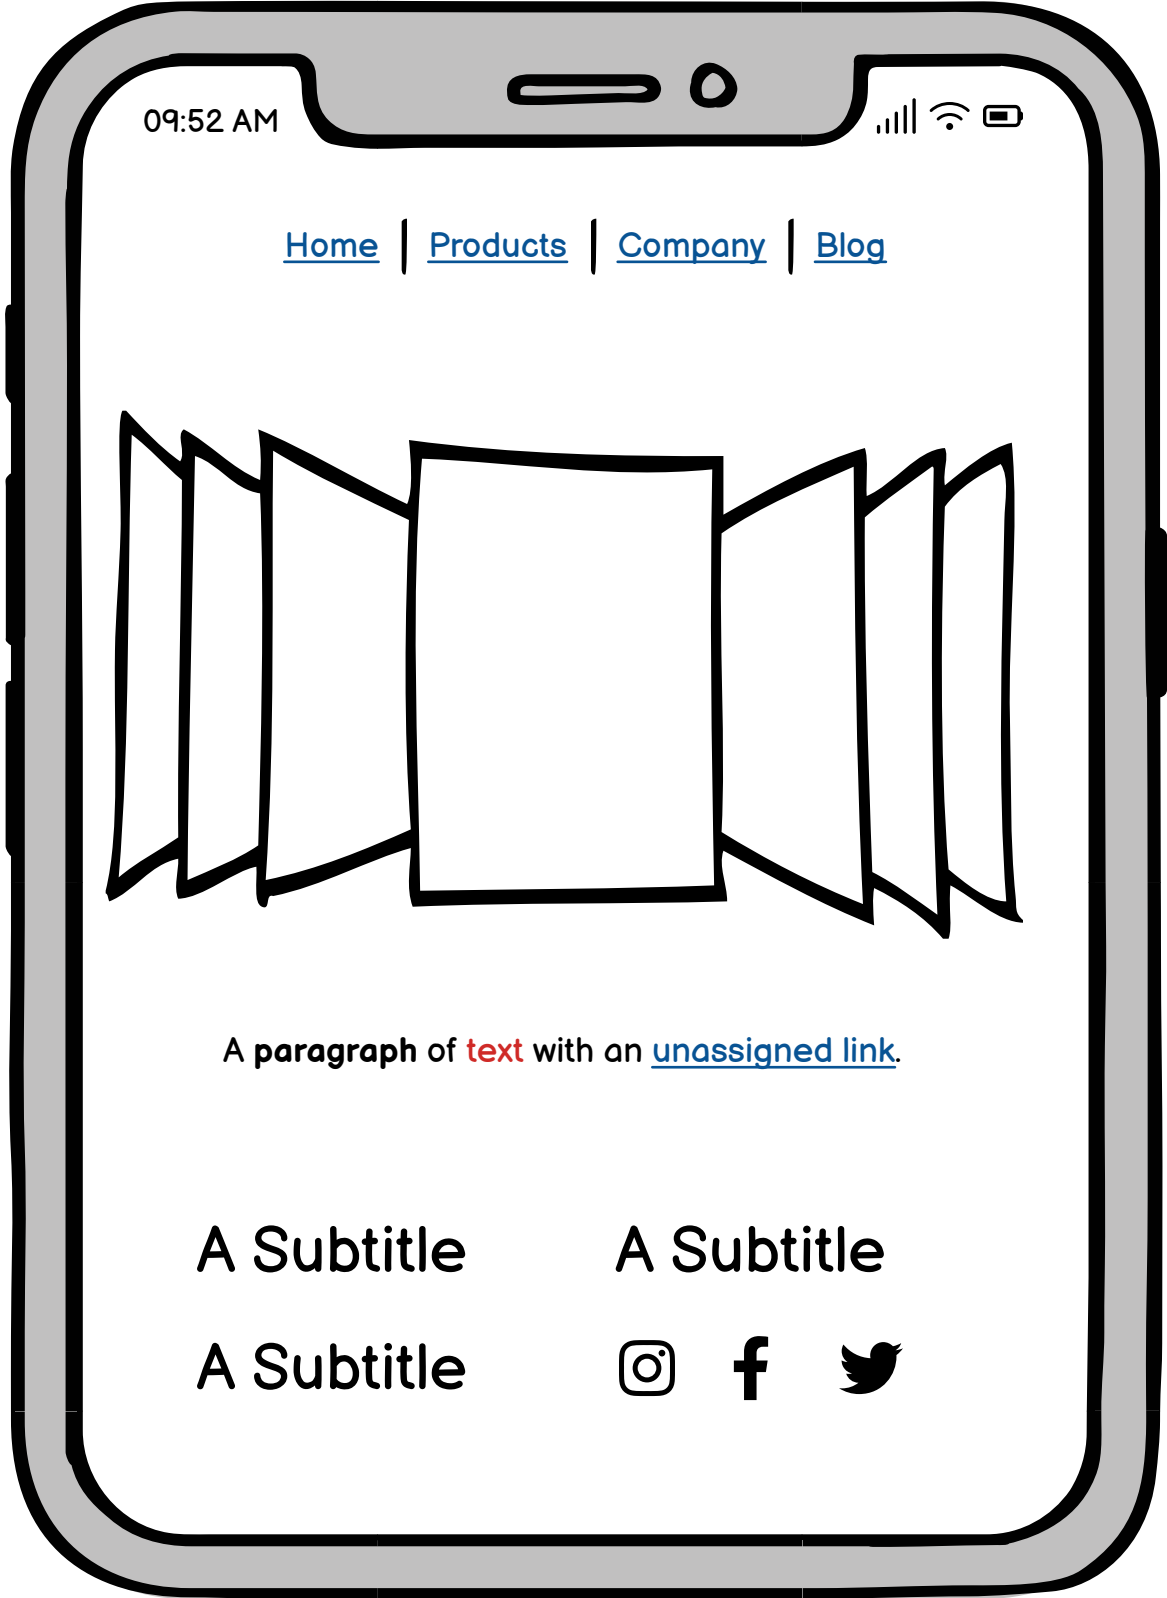 09:52 AM
Home | Products | Company | Blog
A paragraph of text with an unassigned link.
A Subtitle A Subtitle
A Subtitle